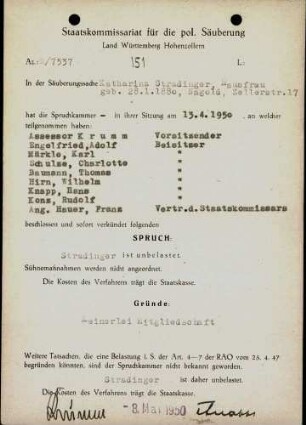 Staatskommissariat für die pol. Säuberung
Land Württemberg Hohenzollern
Az. /7537 151
In der Säuberungssache Katharina Stradinger,
geb. 28.1.1880, Nagold, Zellerstr.17
hat die Spruchkammer — in ihrer Sitzung am 13.4.1950 , an welcher
teilgenommen haben:
Assessor K r u m m Vorsitzender
Engelfried,Adolf Beisitzer
Märkle, Karl "
Schulze, Charlotte "
Baumann, Thomas "
Hirn, Wilhelm "
Knapp, Hans "
Kons, Rudolf "
Ang. Hauer, Franz Vertr.d.Staatskommissars
beschlossen und sofort verkündet folgenden
SPRUCH:
Stradinger ist unbelastet.
Sühnemaßnahmen werden nicht angeordnet.
Die Kosten des Verfahrens trägt die Staatskasse.
Gründe:
Keinerlei Mitgliedschaft
Weitere Tatsachen, die eine Belastung i. S. der Art. 4—7 der RAO vom 26. 4. 47
begründen könnten, sind der Spruchkammer nicht bekannt geworden.
Stradinger ist daher unbelastet.
Die Kosten des Verfahrens trägt die Staatskasse.
- 8. Mai 1950